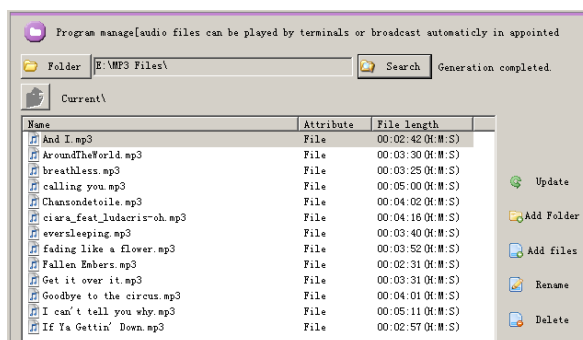 Program manage[audio files can be played by terminals or broadcast automaticly in appointed
Folder E:\MP3 Files\ Search Generation completed.
Current\
Name Attribute File length
And I.mp3 File 00:02:42(H:M:S)
AroundTheWorld.mp3 File 00:03:30(H:M:S)
breathless.mp3 File 00:03:25(H:M:S)
calling you.mp3 File 00:05:00(H:M:S)
Update
Chansondetoile.mp3 File 00:04:02(H:M:S)
ciara_feat_ludacris-oh.mp3 File 00:04:16(H:M:S)
Add Folder
eversleeping.mp3 File 00:03:40(H:M:S)
fading like a flower.mp3 File 00:03:52(H:M:S)
Add files
Fallen Embers.mp3 File 00:02:31(H:M:S)
Get it over it.mp3 File 00:03:31(H:M:S)
Rename
Goodbye to the circus.mp3 File 00:04:01(H:M:S)
I can't tell you why.mp3 File 00:05:11(H:M:S)
Delete
If Ya Gettin' Down.mp3 File 00:02:57(H:M:S)